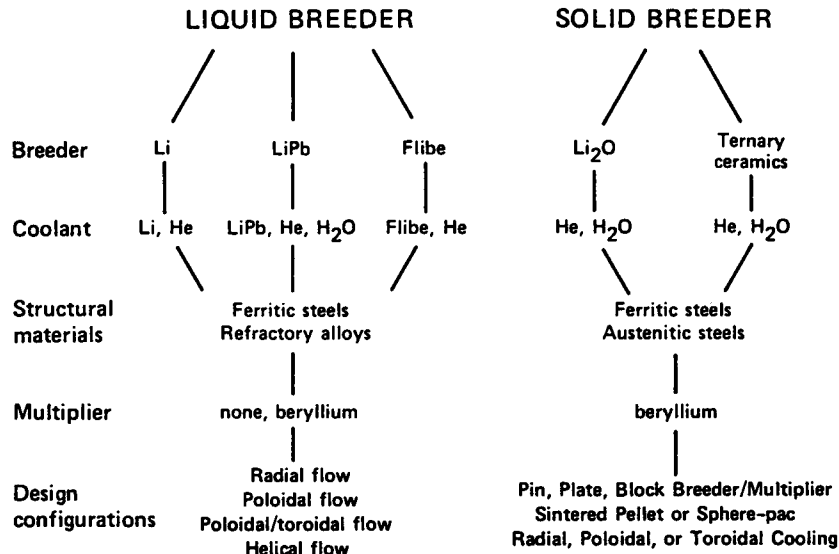 LIQUID BREEDER SOLID BREEDER
Breeder Li LiPb Flibe Li₂O Ternary
ceramics
Coolant Li, He LiPb, He, H₂O Flibe, He He, H₂O He, H₂O
Structural Ferritic steels Ferritic steels
materials Refractory alloys Austenitic steels
Multiplier none, beryllium beryllium
Radial flow
Design Poloidal flow Pin, Plate, Block Breeder/Multiplier
configurations Poloidal/toroidal flow Sintered Pellet or Sphere-pac
Helical flow Radial, Poloidal, or Toroidal Cooling